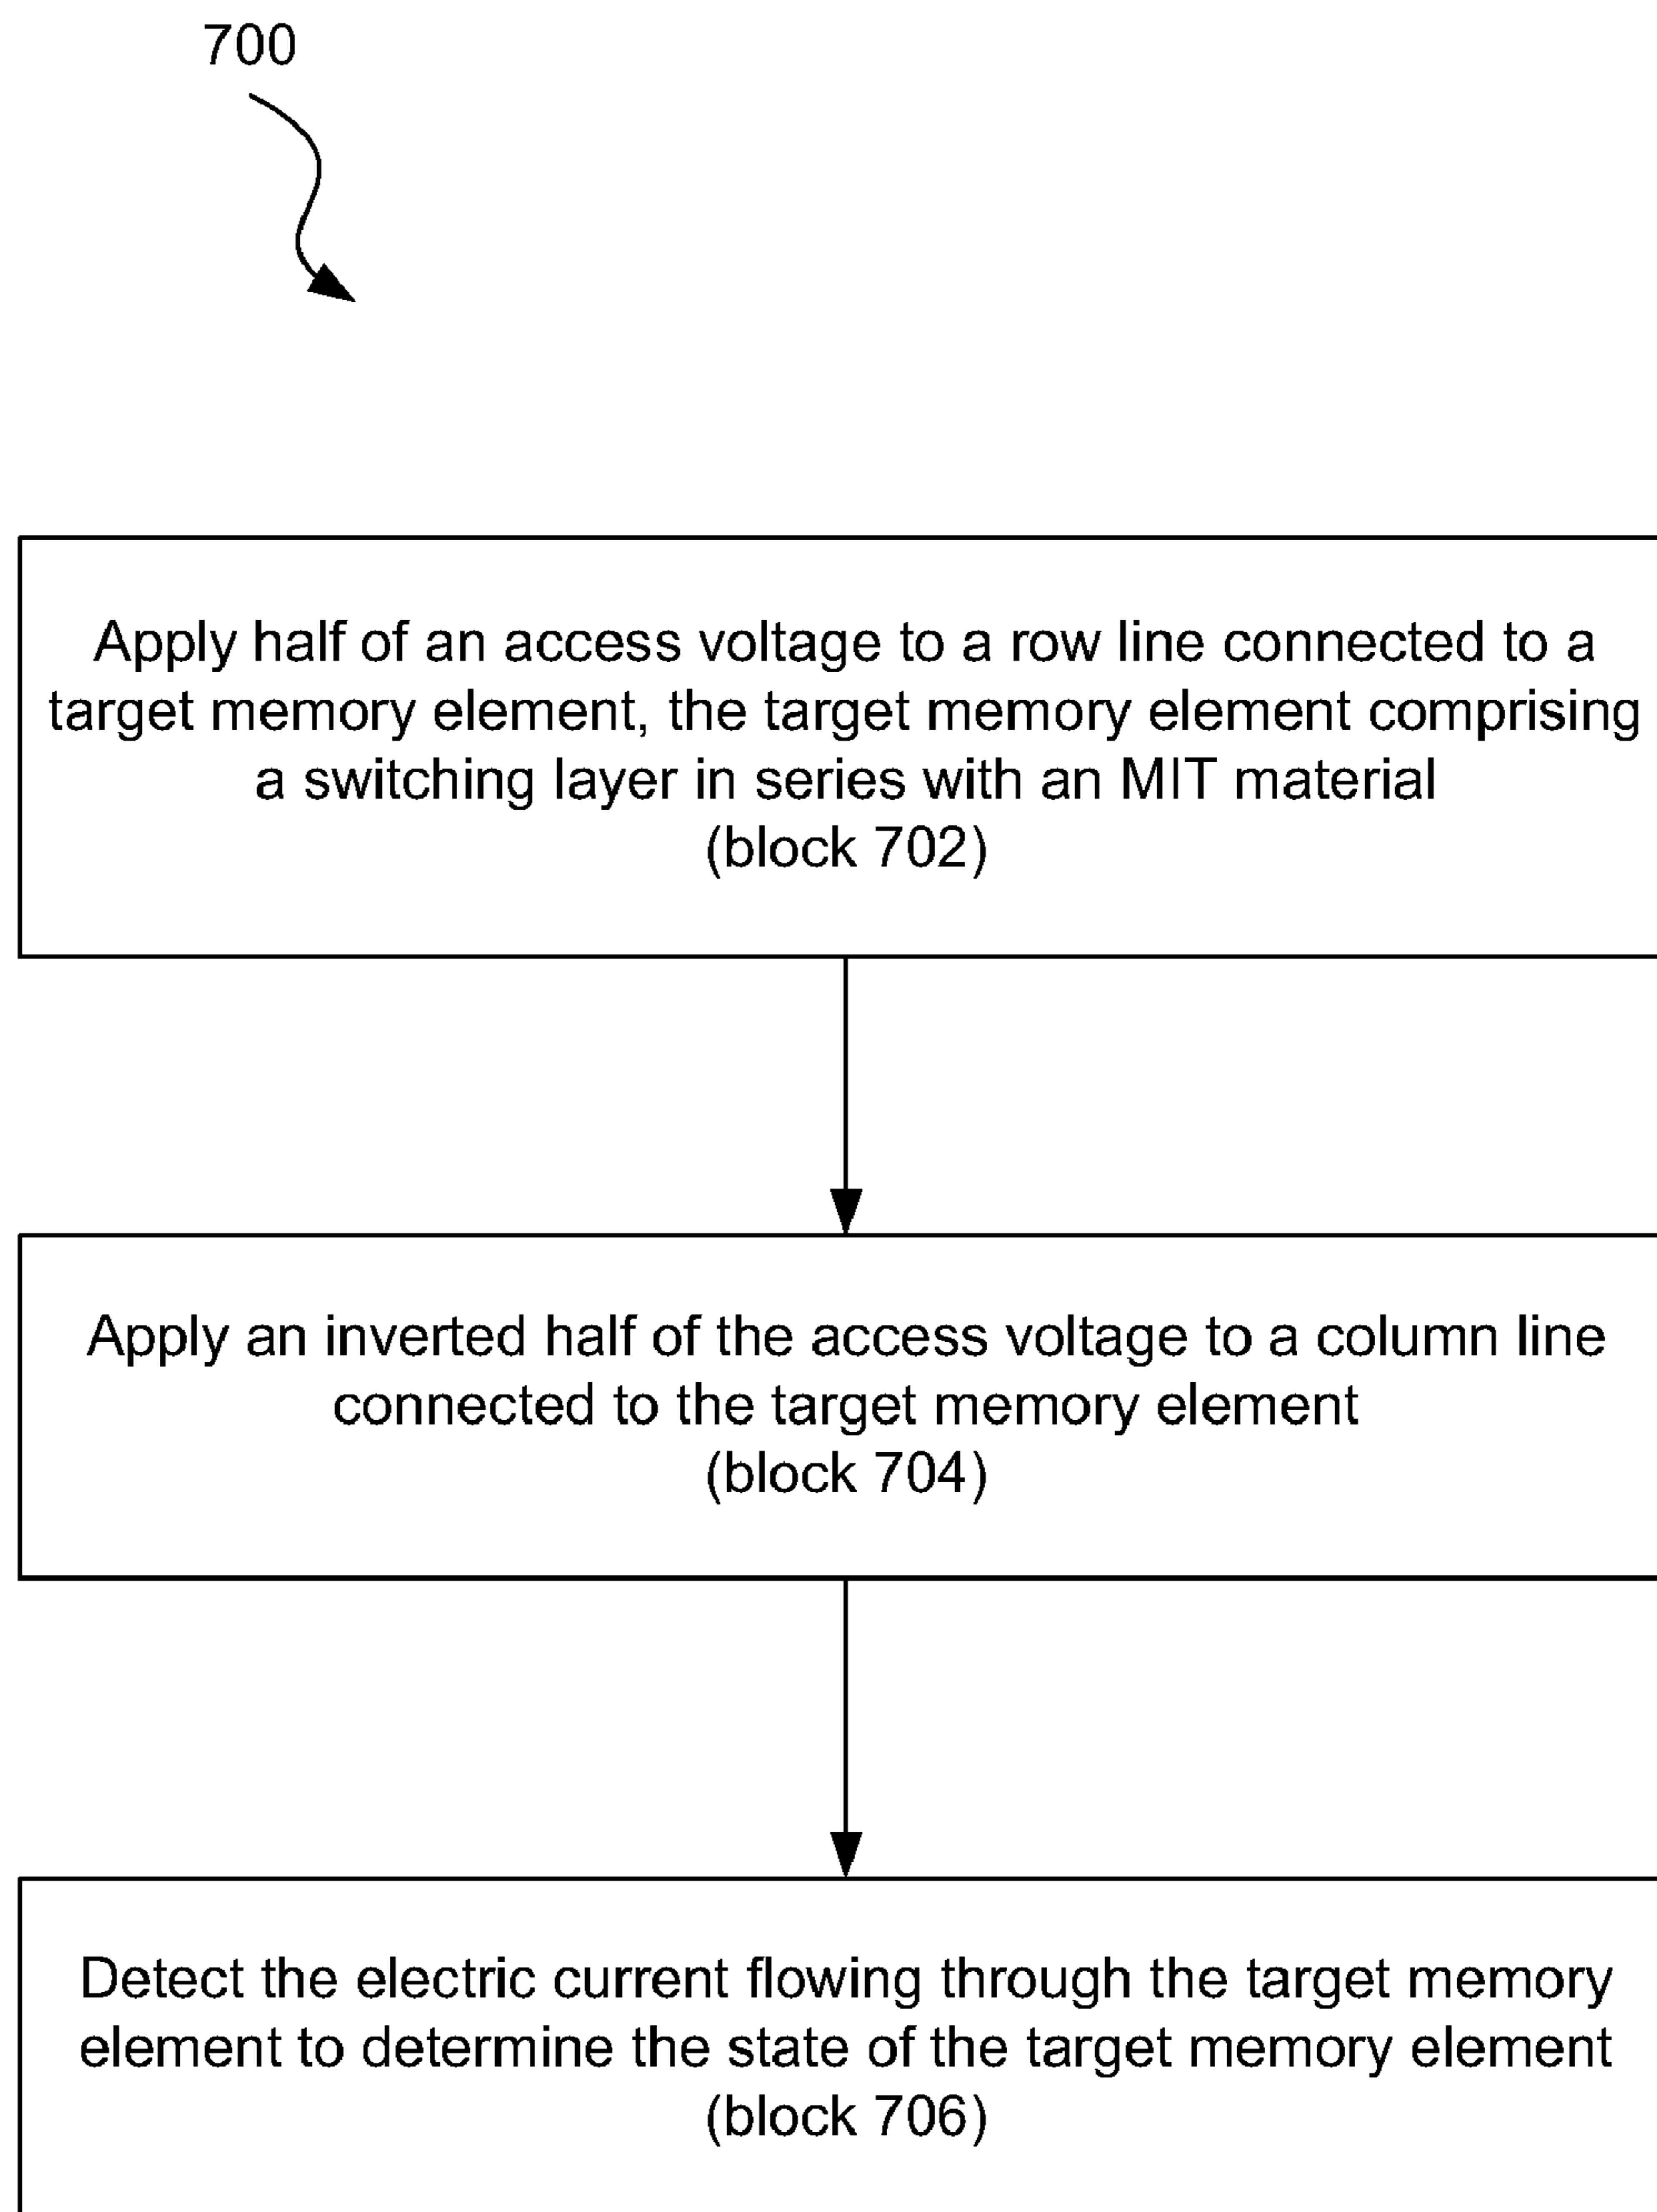 700
Apply half of an access voltage to a row line connected to a
target memory element, the target memory element comprising
a switching layer in series with an MIT material
(block 702)
Apply an inverted half of the access voltage to a column line
connected to the target memory element
(block 704)
Detect the electric current flowing through the target memory
element to determine the state of the target memory element
(block 706)